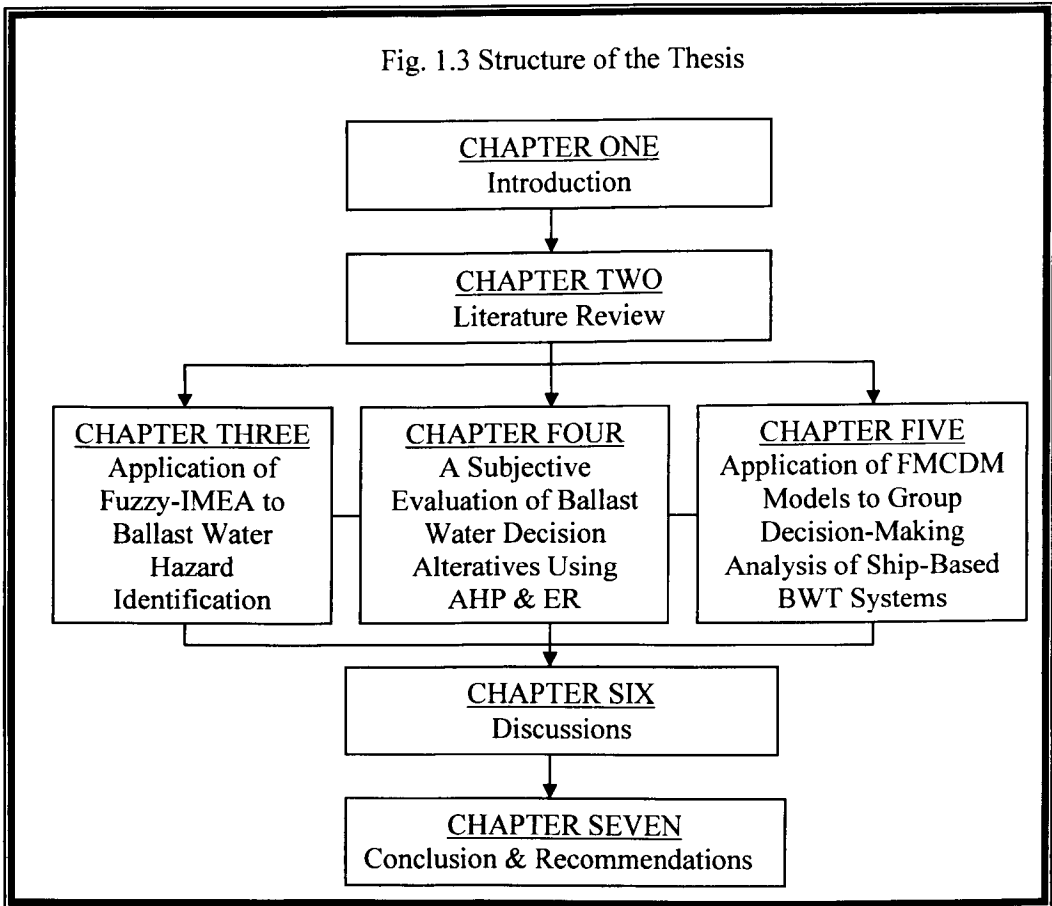 Fig. 1.3 Structure of the Thesis
CHAPTER ONE
Introduction
CHAPTER TWO
Literature Review
CHAPTER THREE
Application of
Fuzzy-IMEA to
Ballast Water
Hazard
Identification
CHAPTER FOUR
A Subjective
Evaluation of Ballast
Water Decision
Alteratives Using
AHP & ER
CHAPTER FIVE
Application of FMCDM
Models to Group
Decision-Making
Analysis of Ship-Based
BWT Systems
CHAPTER SIX
Discussions
CHAPTER SEVEN
Conclusion & Recommendations